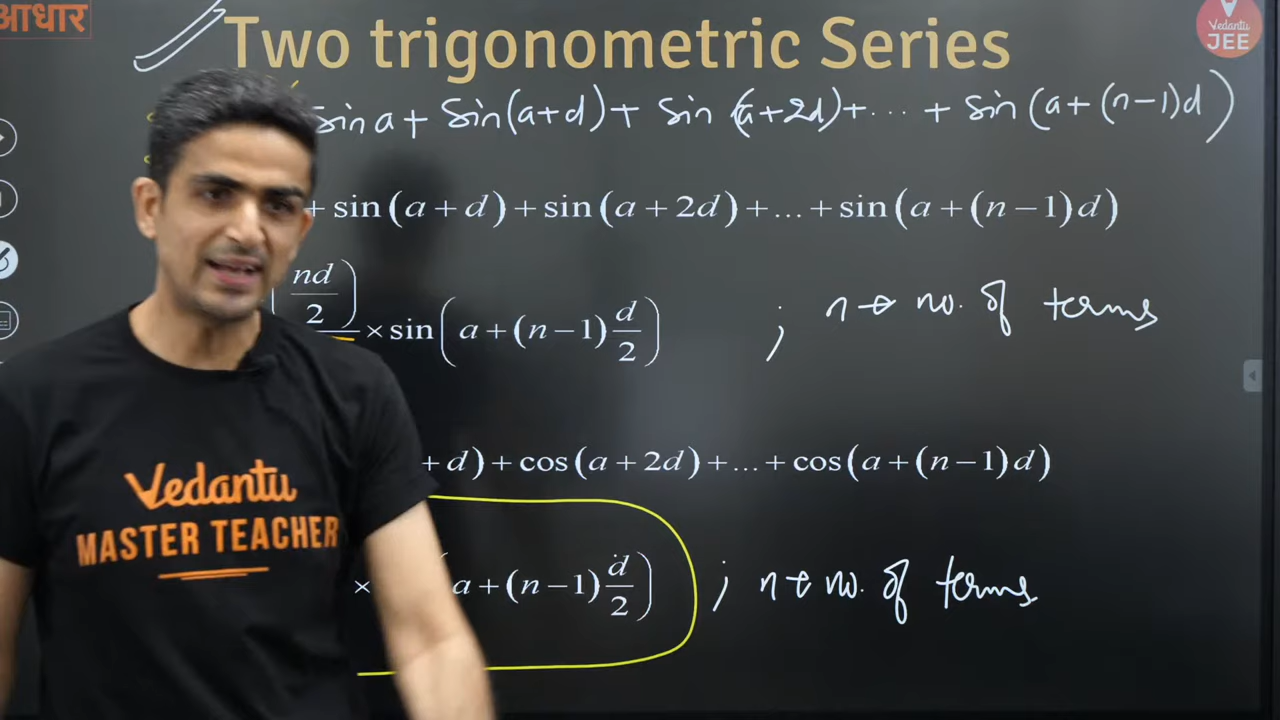 आधार
Two trigonometric Series
Vedantu
JEE
sin a + sin(a+d) + sin (a+2d) + ... + sin (a+(n-1)d)
+ sin(a+d)+sin(a+2d)+...+sin(a+(n−1)d)
nd/2) × sin(a+(n−1)d/2) ; n → no. of terms
+d)+cos(a+2d)+...+cos(a+(n−1)d)
× a+(n−1)d/2) ; n → no. of terms
Vedantu
MASTER TEACHER